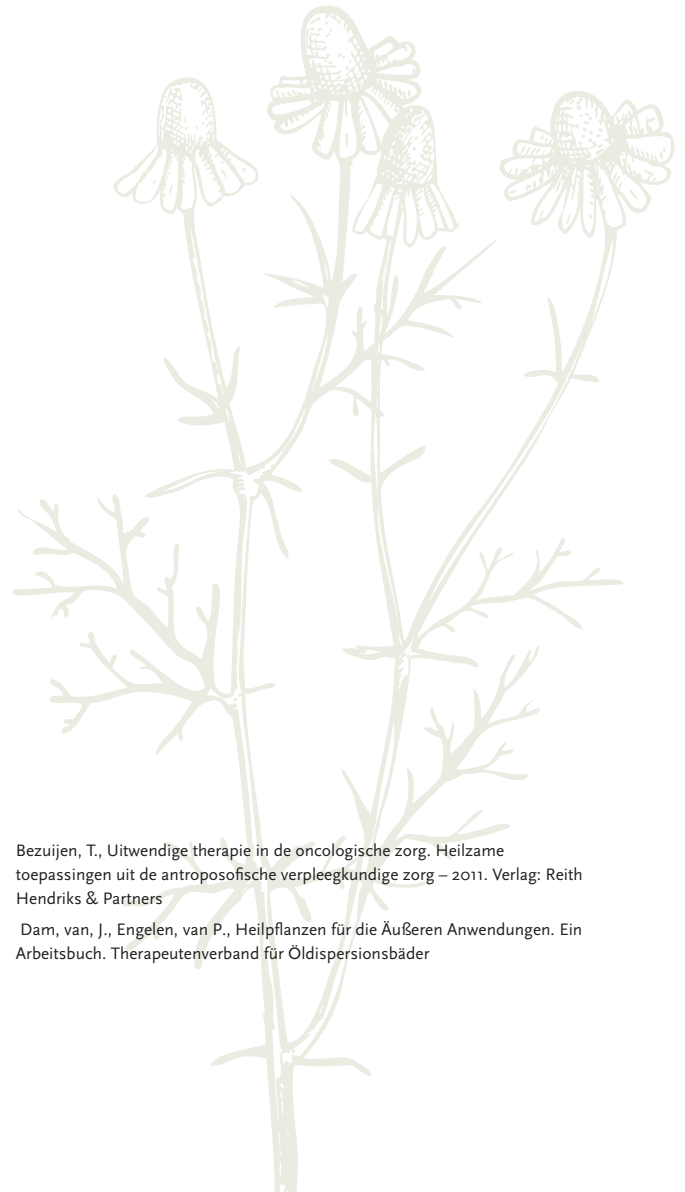 Bezuijen, T., Uitwendige therapie in de oncologische zorg. Heilzame
toepassingen uit de antroposofische verpleegkundige zorg – 2011. Verlag: Reith
Hendriks & Partners
Dam, van, J., Engelen, van P., Heilpflanzen für die Äußeren Anwendungen. Ein
Arbeitsbuch. Therapeutenverband für Öldispersionsbäder